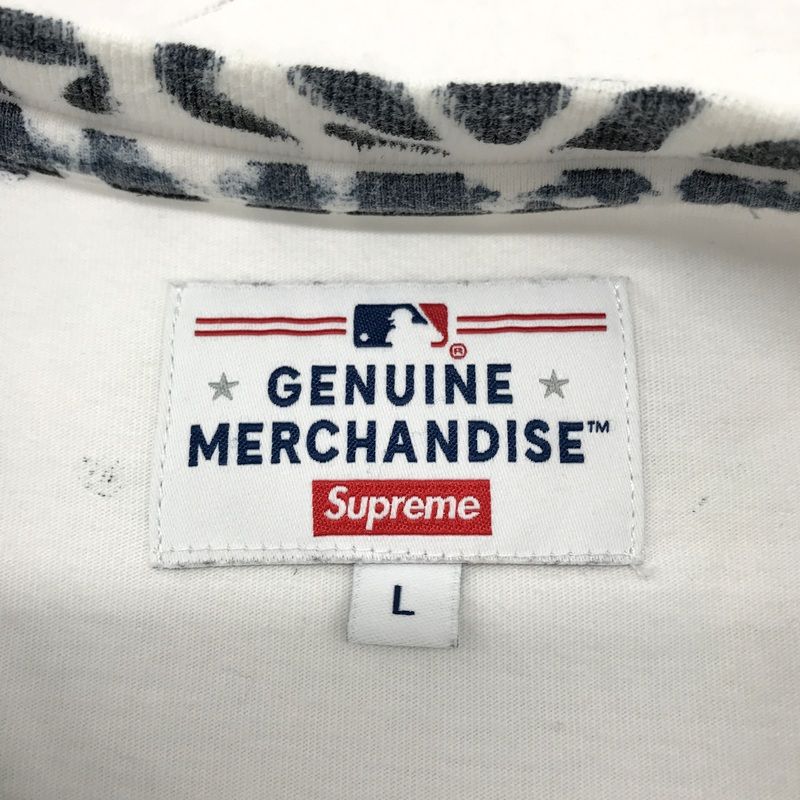 ®
GENUINE
MERCHANDISE™
Supreme
L